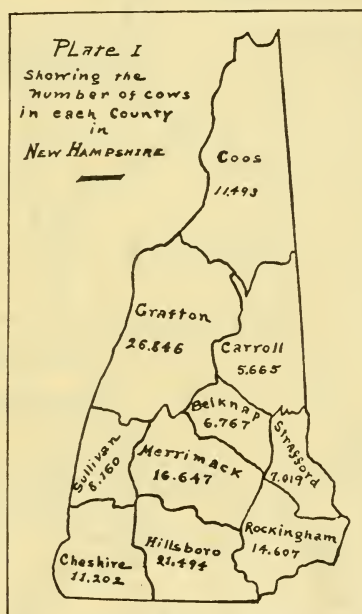 PLATE I
Showing the
number of cows
in each County
in
NEW HAMPSHIRE
Coos
11.493
Grafton
26.846
Carroll
5.665
Belknap
6.767
Strafford
7.019
Sullivan
8.160
Merrimack
16.647
Rockingham
14.607
Hillsboro
21.494
Cheshire
11.202